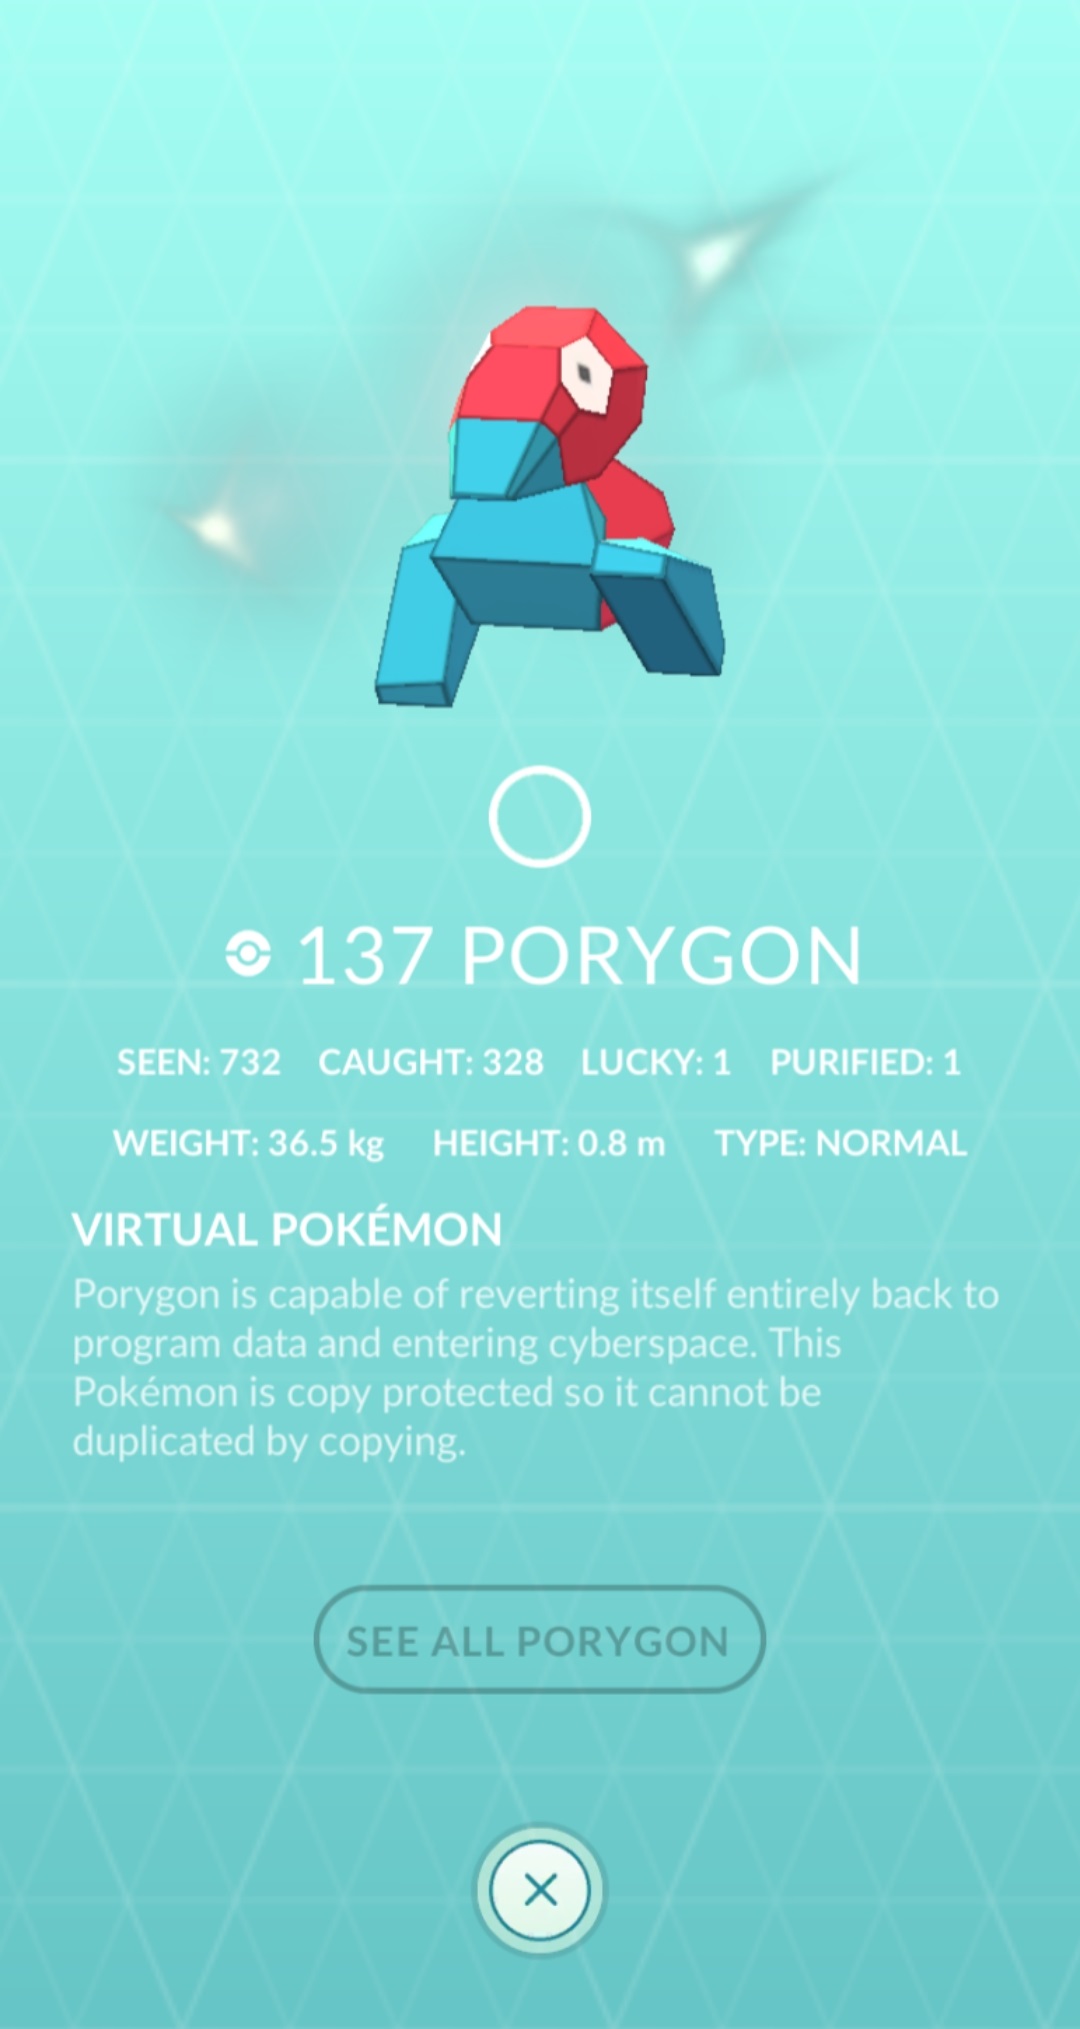 137 PORYGON
SEEN: 732 CAUGHT: 328 LUCKY: 1 PURIFIED: 1
WEIGHT: 36.5 kg HEIGHT: 0.8 m TYPE: NORMAL
VIRTUAL POKÉMON
Porygon is capable of reverting itself entirely back to
program data and entering cyberspace. This
Pokémon is copy protected so it cannot be
duplicated by copying.
SEE ALL PORYGON